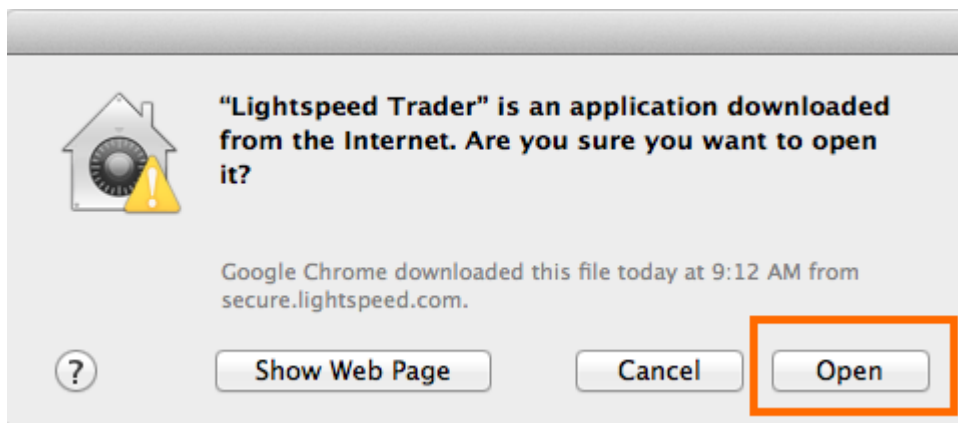 “Lightspeed Trader” is an application downloaded
from the Internet. Are you sure you want to open
it?
Google Chrome downloaded this file today at 9:12 AM from
secure.lightspeed.com.
?
Show Web Page
Cancel
Open